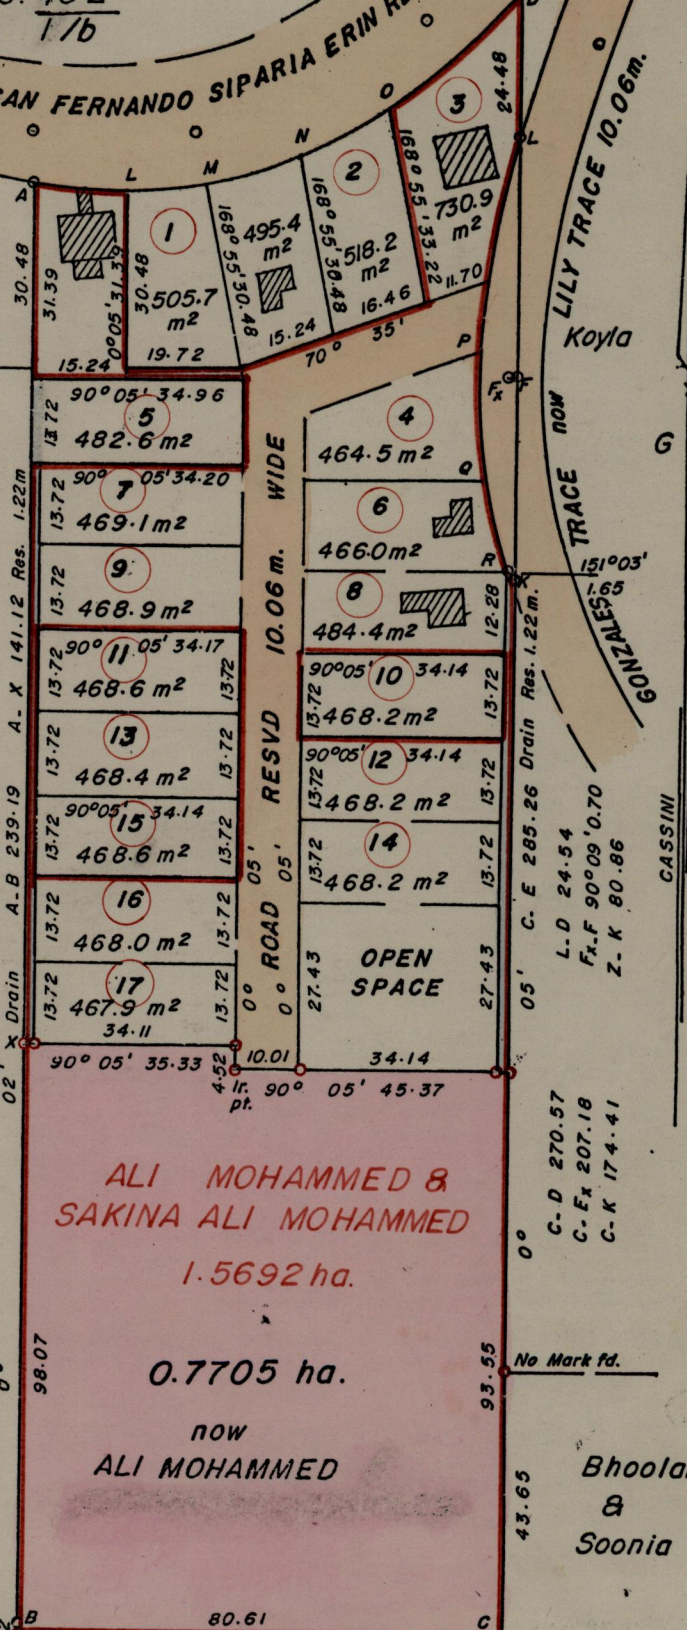 1/b
SAN FERNANDO SIPARIA ERIN
A
L
M
N
O
L
1
2
3
24.48
30.48
31.39
0°05' 31.39
15.24
30.48
505.7
m²
19.72
168° 55' 30.48
495.4
m²
15.24
168° 55' 30.48
518.2
m²
16.46
168° 55' 33.22
730.9
m²
11.70
70° 35'
P
LILY TRACE 10.06m.
Koyla
G
Fx F
GONZALES TRACE now
90° 05' 34.96
13.72
5
482.6 m²
4
464.5 m²
Q
90° 05' 34.20
13.72
7
469.1 m²
6
466.0 m²
R
K
151° 03'
1.65
13.72
9
468.9 m²
8
484.4 m²
12.28
90° 05' 34.17
13.72
11
468.6 m²
13.72
90°05' 34.14
13.72
10
468.2 m²
13.72
13.72
13
468.4 m²
13.72
90°05' 34.14
13.72
12
468.2 m²
13.72
90°05' 34.14
13.72
15
468.6 m²
13.72
13.72
14
468.2 m²
13.72
13.72
16
468.0 m²
13.72
13.72
17
467.9 m²
13.72
34.11
27.43
OPEN
SPACE
27.43
0° 05'
0° 05'
ROAD RESVD 10.06 m. WIDE
02' x Drain A-B 239.19 A-X 141.12 Res. 1.22m
0° 05' C-E 285.26 Drain Res. 1.22m.
L-D 24.54
Fx-F 90°09' 0.70
Z-K 80.86
CASSINI
90° 05' 35.33
4.52
10.01
34.14
Ir.
pt.
90° 05' 45.37
C-D 270.57
C-Ex 207.18
C-K 174.41
ALI MOHAMMED &
SAKINA ALI MOHAMMED
1.5692 ha.
0.7705 ha.
now
ALI MOHAMMED
98.07
93.55
No Mark fd.
43.65
&
Soonia
B
80.61
C